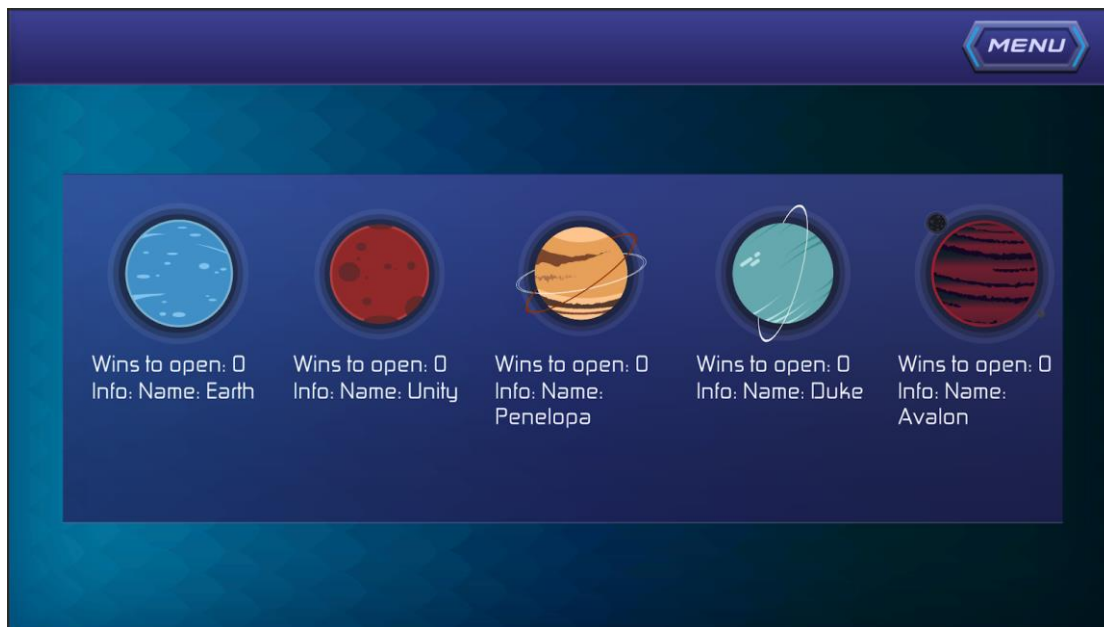 MENU
Wins to open: 0
Info: Name: Earth
Wins to open: 0
Info: Name: Unity
Wins to open: 0
Info: Name:
Penelopa
Wins to open: 0
Info: Name: Duke
Wins to open: 0
Info: Name:
Avalon